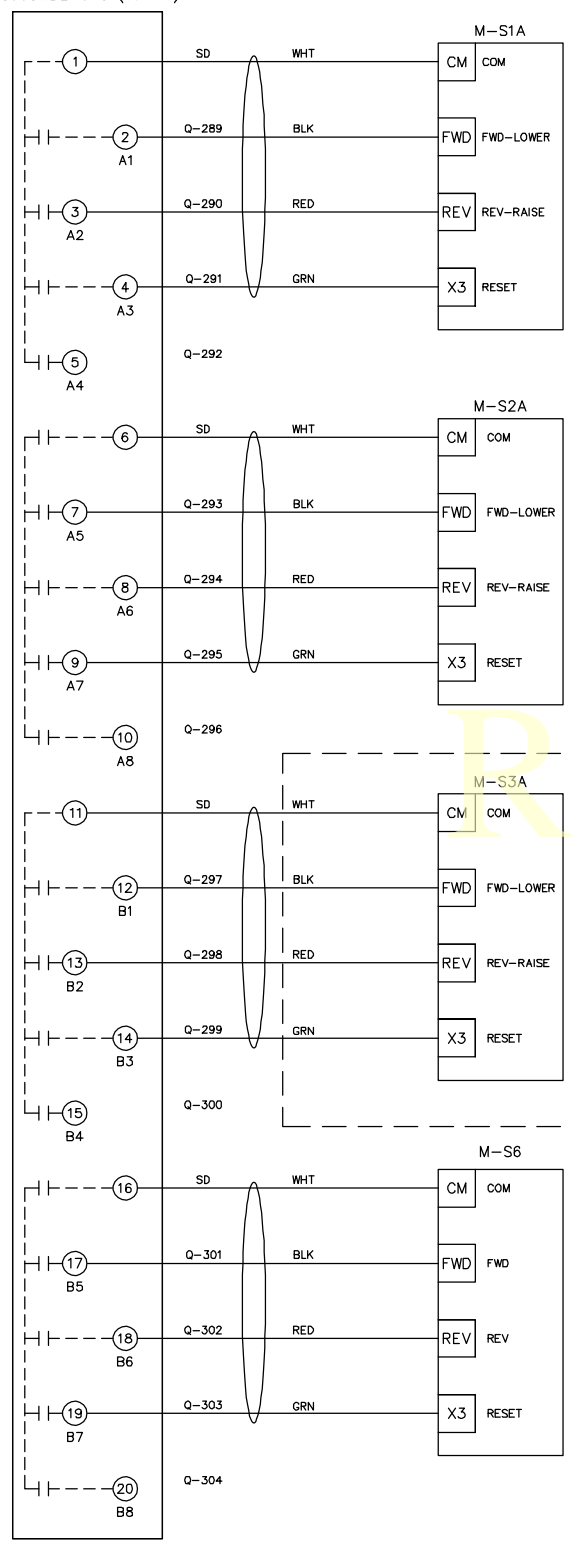 M-S1A
1 SD WHT CM COM
2 Q-289 BLK FWD FWD-LOWER
A1
3 Q-290 RED REV REV-RAISE
A2
4 Q-291 GRN X3 RESET
A3
5 Q-292
A4
M-S2A
6 SD WHT CM COM
7 Q-293 BLK FWD FWD-LOWER
A5
8 Q-294 RED REV REV-RAISE
A6
9 Q-295 GRN X3 RESET
A7
10 Q-296
A8
R
M-S3A
11 SD WHT CM COM
12 Q-297 BLK FWD FWD-LOWER
B1
13 Q-298 RED REV REV-RAISE
B2
14 Q-299 GRN X3 RESET
B3
15 Q-300
B4
M-S6
16 SD WHT CM COM
17 Q-301 BLK FWD FWD
B5
18 Q-302 RED REV REV
B6
19 Q-303 GRN X3 RESET
B7
20 Q-304
B8